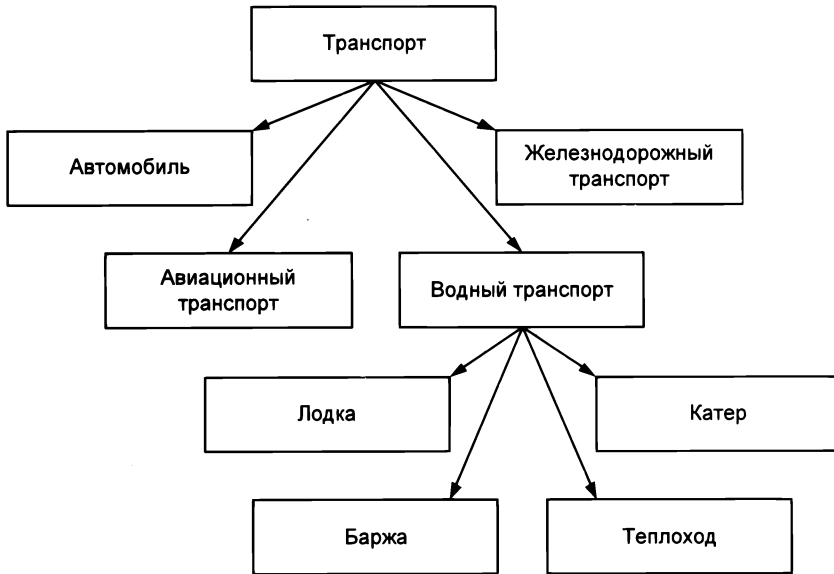 Транспорт
Автомобиль
Железнодорожный
транспорт
Авиационный
транспорт
Водный транспорт
Лодка
Катер
Баржа
Теплоход